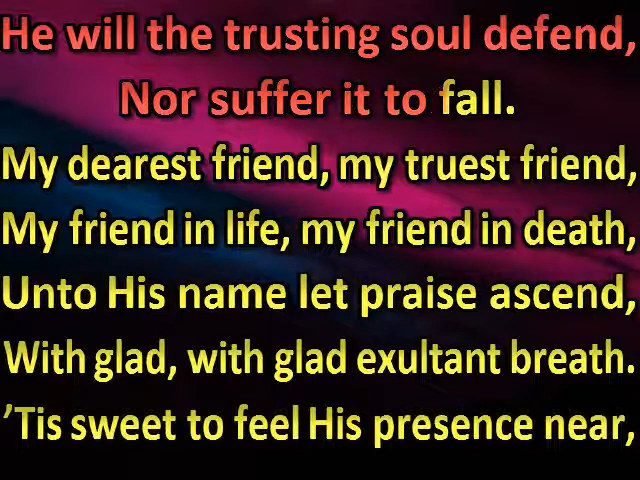 He will the trusting soul defend,
Nor suffer it to fall.
My dearest friend, my truest friend,
My friend in life, my friend in death,
Unto His name let praise ascend,
With glad, with glad exultant breath.
’Tis sweet to feel His presence near,